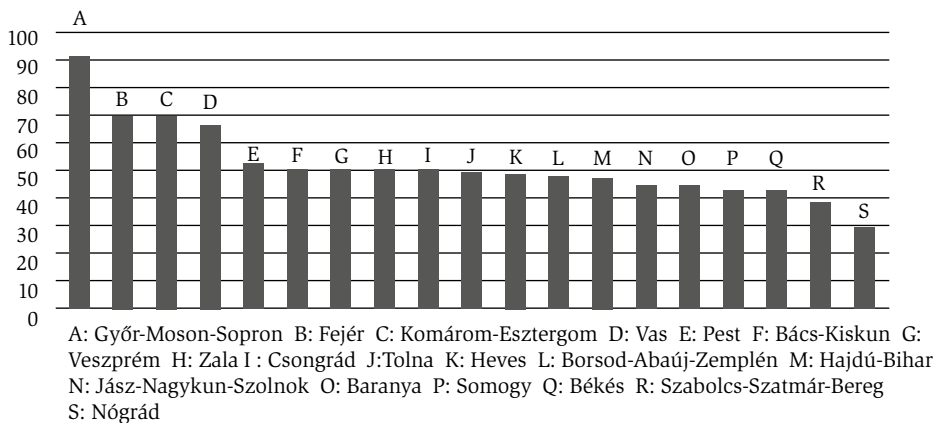 A
100
90
80
B C D
70
60
E F G H I J K L M N O P Q
50
R
40
S
30
20
10
0
A: Győr-Moson-Sopron B: Fejér C: Komárom-Esztergom D: Vas E: Pest F: Bács-Kiskun G:
Veszprém H: Zala I : Csongrád J:Tolna K: Heves L: Borsod-Abaúj-Zemplén M: Hajdú-Bihar
N: Jász-Nagykun-Szolnok O: Baranya P: Somogy Q: Békés R: Szabolcs-Szatmár-Bereg
S: Nógrád